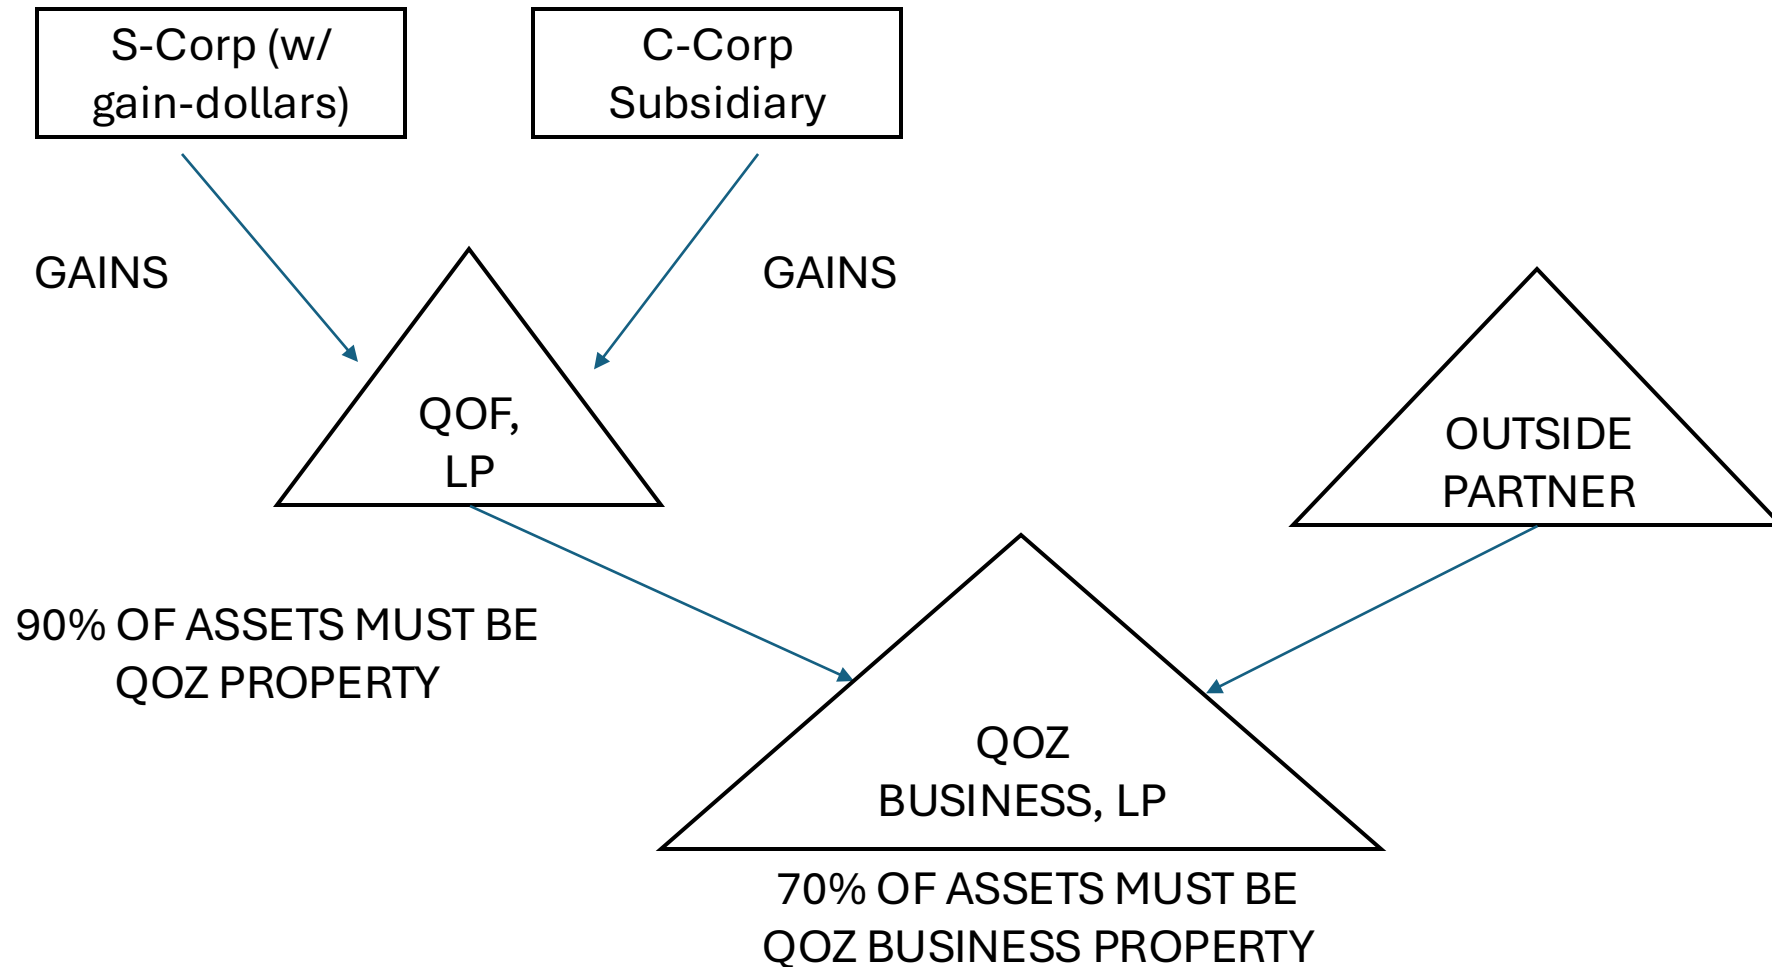 S-Corp (w/
gain-dollars)
C-Corp
Subsidiary
GAINS
GAINS
QOF,
LP
OUTSIDE
PARTNER
90% OF ASSETS MUST BE
QOZ PROPERTY
QOZ
BUSINESS, LP
70% OF ASSETS MUST BE
QOZ BUSINESS PROPERTY